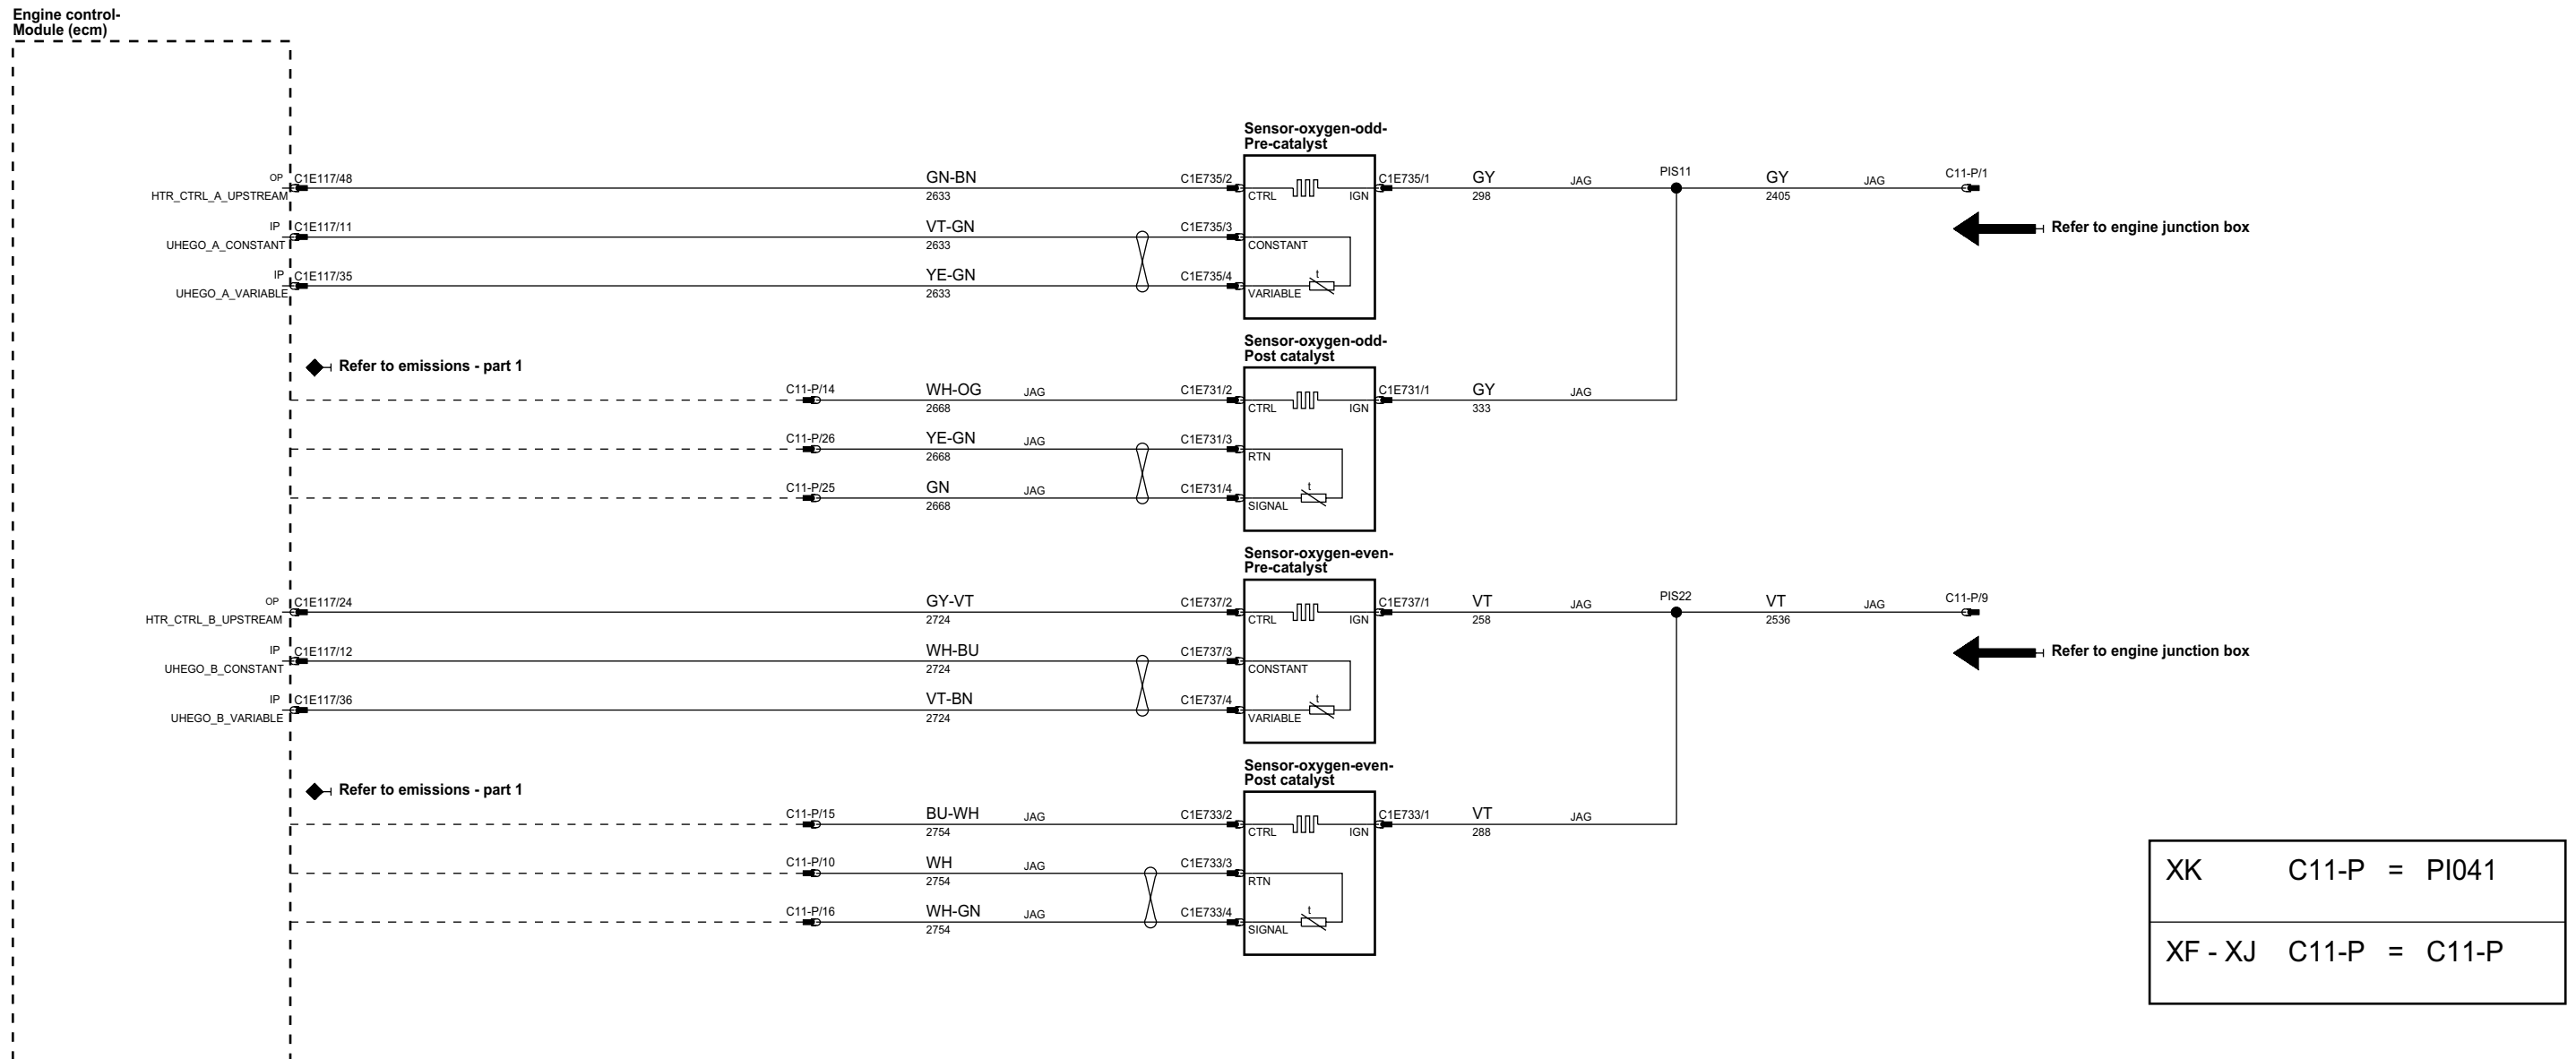 Engine control-
Module (ecm)
Sensor-oxygen-odd-
Pre-catalyst
OP C1E117/48 GN-BN C1E735/2 C1E735/1 GY JAG PIS11 GY JAG C11-P/1
HTR_CTRL_A_UPSTREAM 2633 CTRL IGN 298 2405
IP C1E117/11 VT-GN C1E735/3 Refer to engine junction box
UHEGO_A_CONSTANT 2633 CONSTANT
IP C1E117/35 YE-GN C1E735/4 t
UHEGO_A_VARIABLE 2633 VARIABLE
Sensor-oxygen-odd-
Post catalyst
Refer to emissions - part 1
C11-P/14 WH-OG JAG C1E731/2 C1E731/1 GY JAG
2668 CTRL IGN 333
C11-P/26 YE-GN JAG C1E731/3
2668 RTN
C11-P/25 GN JAG C1E731/4 t
2668 SIGNAL
Sensor-oxygen-even-
Pre-catalyst
OP C1E117/24 GY-VT C1E737/2 C1E737/1 VT JAG PIS22 VT JAG C11-P/9
HTR_CTRL_B_UPSTREAM 2724 CTRL IGN 258 2536
IP C1E117/12 WH-BU C1E737/3 Refer to engine junction box
UHEGO_B_CONSTANT 2724 CONSTANT
IP C1E117/36 VT-BN C1E737/4 t
UHEGO_B_VARIABLE 2724 VARIABLE
Sensor-oxygen-even-
Post catalyst
Refer to emissions - part 1
C11-P/15 BU-WH JAG C1E733/2 C1E733/1 VT JAG
2754 CTRL IGN 288
C11-P/10 WH JAG C1E733/3
2754 RTN
C11-P/16 WH-GN JAG C1E733/4 t
2754 SIGNAL
XK C11-P = PI041
XF - XJ C11-P = C11-P